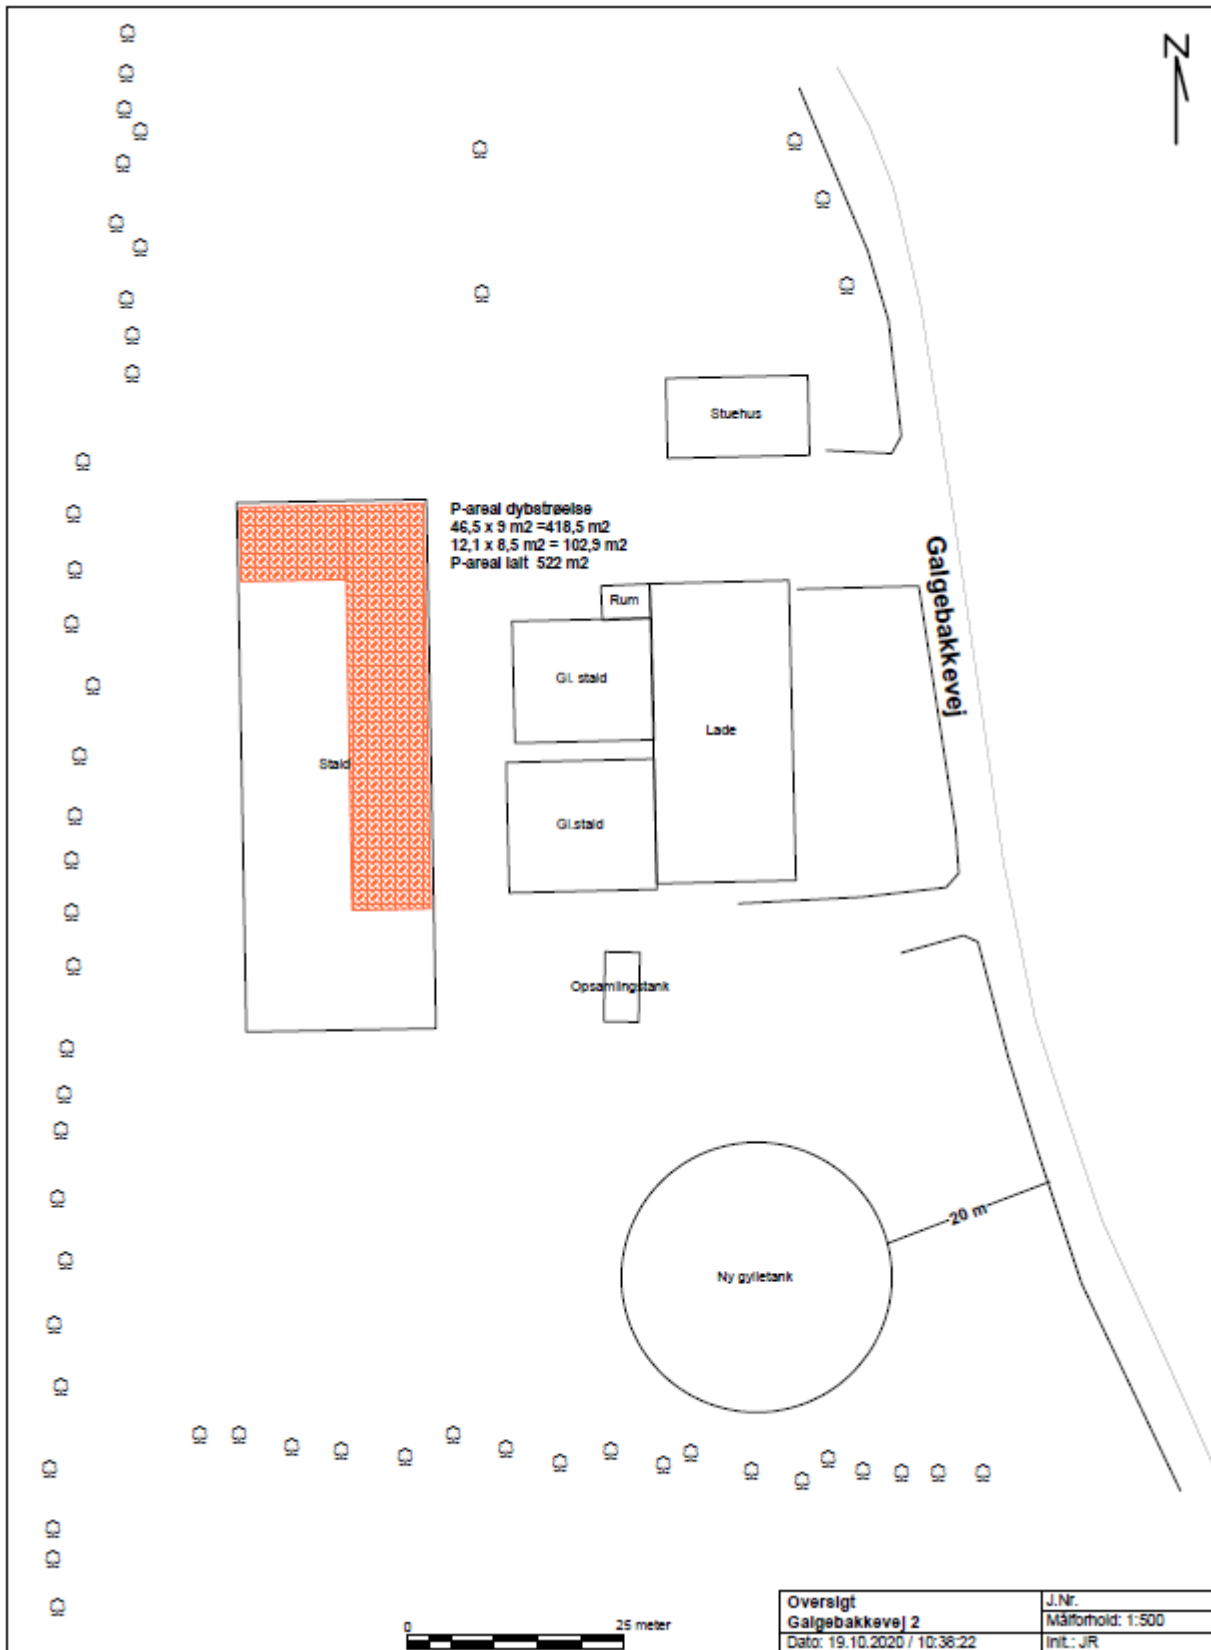 N
Stuehus
P-areal dybstrøelse
46,5 x 9 m2 =418,5 m2
12,1 x 8,5 m2 = 102,9 m2
P-areal ialt 522 m2
Galgebakkevej
Rum
Gl. stald
Lade
Stald
Gl.stald
Opsamlingstank
20 m
Ny gylletank
0 25 meter
Oversigt
Galgebakkevej 2
Dato: 19.10.2020 / 10:36:22
J.Nr.
Målforhold: 1:500
Init.: JR